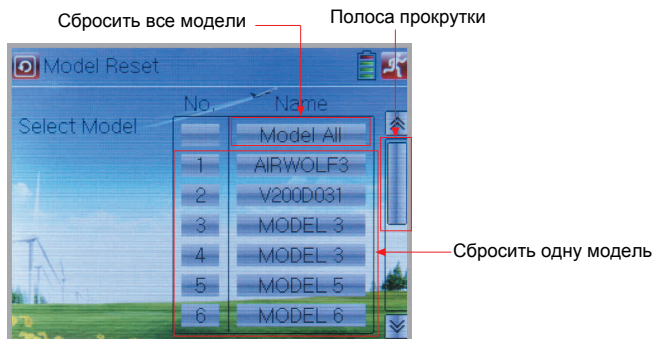 Сбросить все модели
Полоса прокрутки
Model Reset
No. Name
Select Model
Model All
1 AIRWOLF3
2 V200D031
3 MODEL 3
4 MODEL 3
5 MODEL 5
6 MODEL 6
Сбросить одну модель